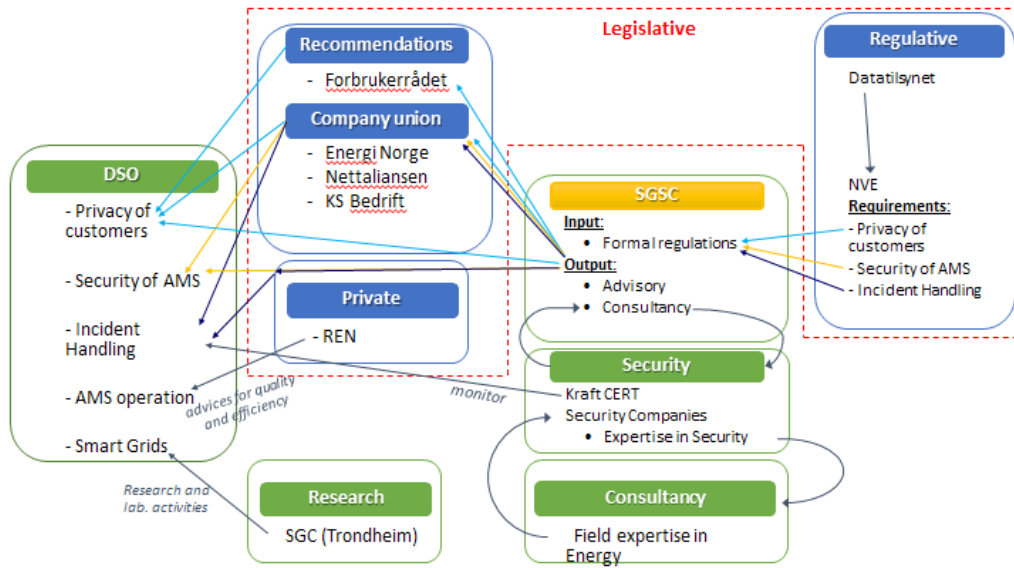 Legislative
Recommendations
- Forbrukerrådet
Company union
- Energi Norge
- Nettaliansen
- KS Bedrift
Regulative
Datatilsynet
NVE
Requirements:
- Privacy of
customers
- Security of AMS
- Incident Handling
DSO
- Privacy of
customers
- Security of AMS
- Incident
Handling
- AMS operation
- Smart Grids
SGSC
Input:
• Formal regulations
Output:
• Advisory
• Consultancy
Private
- REN
advices for quality
and efficiency
monitor
Security
Kraft CERT
Security Companies
• Expertise in Security
Research and
lab. activities
Research
SGC (Trondheim)
Consultancy
Field expertise in
Energy